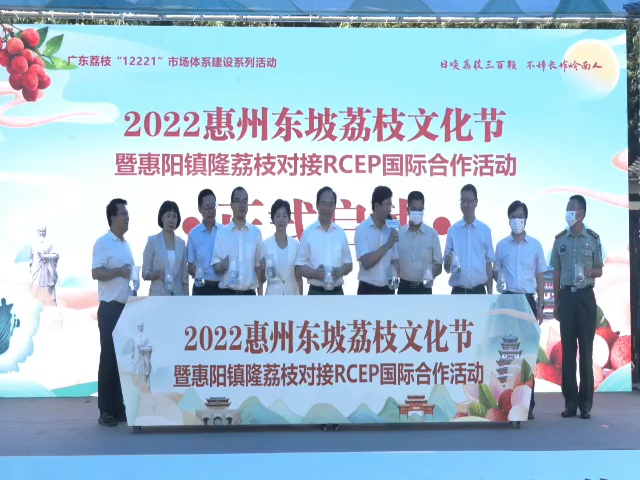 广东荔枝“12221”市场体系建设系列活动
日啖荔枝三百颗 不辞长作岭南人
2022惠州东坡荔枝文化节
暨惠阳镇隆荔枝对接RCEP国际合作活动
正式启
2022惠州东坡荔枝文化节
暨惠阳镇隆荔枝对接RCEP国际合作活动